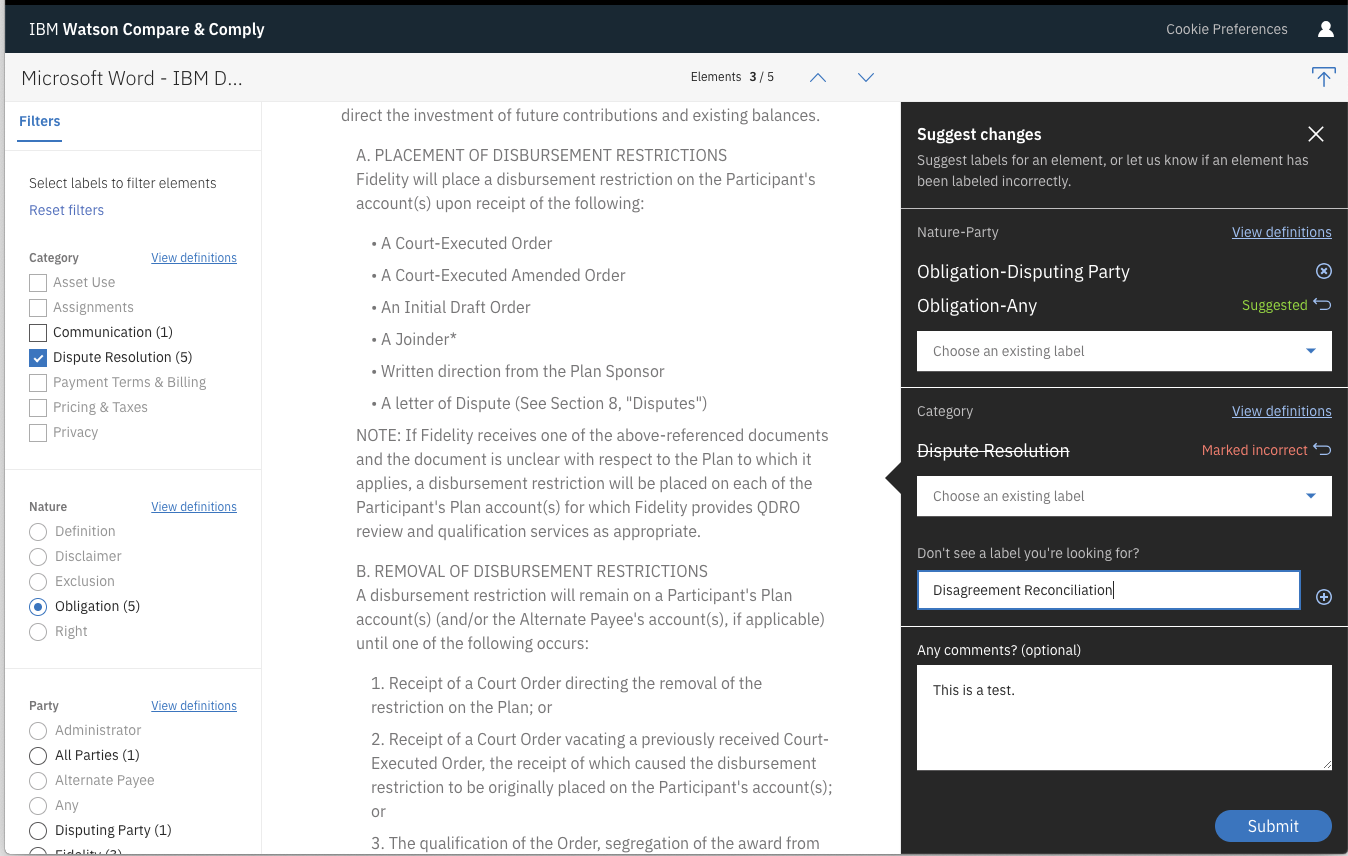 IBM Watson Compare & Comply
Cookie Preferences
Microsoft Word - IBM D...
Elements 3 / 5
Filters
Select labels to filter elements
Reset filters
Category View definitions
Asset Use
Assignments
Communication (1)
Dispute Resolution (5)
Payment Terms & Billing
Pricing & Taxes
Privacy
Nature View definitions
Definition
Disclaimer
Exclusion
Obligation (5)
Right
Party View definitions
Administrator
All Parties (1)
Alternate Payee
Any
Disputing Party (1)
Fidelity (3)
direct the investment of future contributions and existing balances.
A. PLACEMENT OF DISBURSEMENT RESTRICTIONS
Fidelity will place a disbursement restriction on the Participant's
account(s) upon receipt of the following:
• A Court-Executed Order
• A Court-Executed Amended Order
• An Initial Draft Order
• A Joinder*
• Written direction from the Plan Sponsor
• A letter of Dispute (See Section 8, "Disputes")
NOTE: If Fidelity receives one of the above-referenced documents
and the document is unclear with respect to the Plan to which it
applies, a disbursement restriction will be placed on each of the
Participant's Plan account(s) for which Fidelity provides QDRO
review and qualification services as appropriate.
B. REMOVAL OF DISBURSEMENT RESTRICTIONS
A disbursement restriction will remain on a Participant's Plan
account(s) (and/or the Alternate Payee's account(s), if applicable)
until one of the following occurs:
1. Receipt of a Court Order directing the removal of the
restriction on the Plan; or
2. Receipt of a Court Order vacating a previously received Court-
Executed Order, the receipt of which caused the disbursement
restriction to be originally placed on the Participant's account(s);
or
3. The qualification of the Order, segregation of the award from
Suggest changes
Suggest labels for an element, or let us know if an element has
been labeled incorrectly.
Nature-Party View definitions
Obligation-Disputing Party
Obligation-Any Suggested
Choose an existing label
Category View definitions
Dispute Resolution Marked incorrect
Choose an existing label
Don't see a label you're looking for?
Disagreement Reconciliation
Any comments? (optional)
This is a test.
Submit